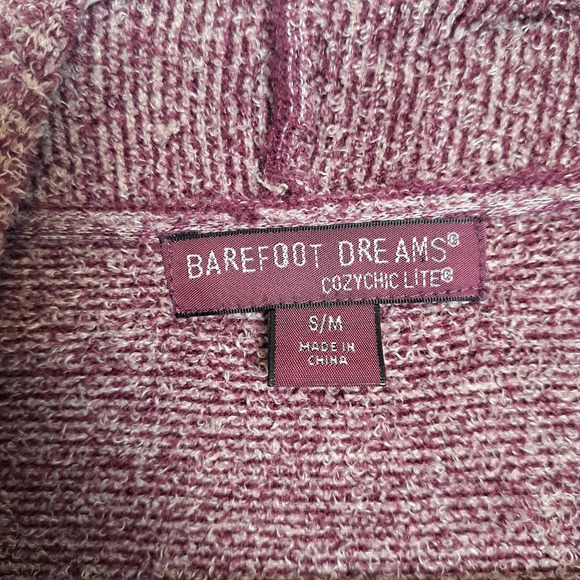 BAREFOOT DREAMS®
COZYCHIC LITE®
S/M
MADE IN
CHINA